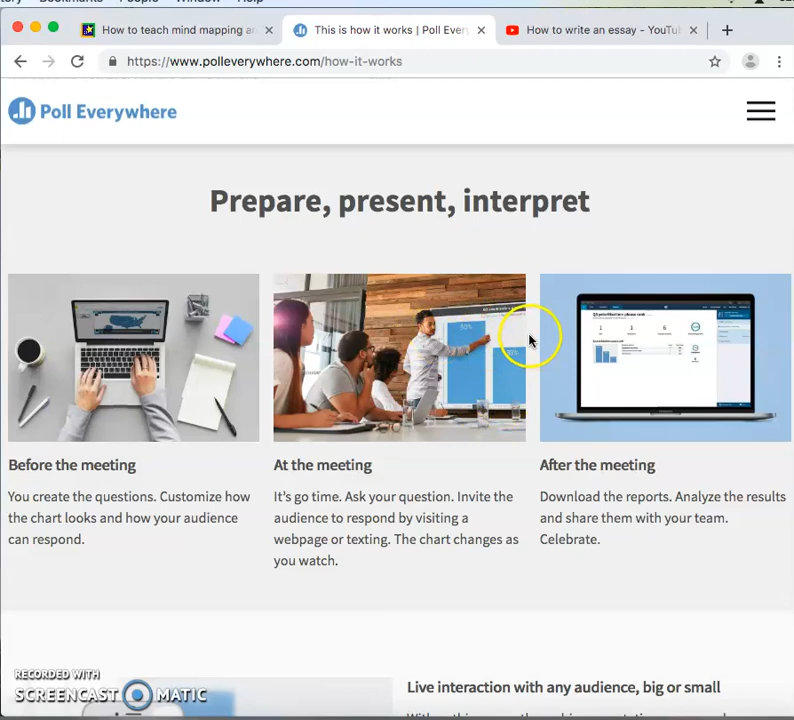 Bookmarks People Window Help
How to teach mind mapping a
This is how it works | Poll Every
How to write an essay - YouTu
https://www.polleverywhere.com/how-it-works
Poll Everywhere
Prepare, present, interpret
Before the meeting
You create the questions. Customize how
the chart looks and how your audience
can respond.
At the meeting
It's go time. Ask your question. Invite the
audience to respond by visiting a
webpage or texting. The chart changes as
you watch.
After the meeting
Download the reports. Analyze the results
and share them with your team.
Celebrate.
RECORDED WITH
SCREENCAST MATIC
Live interaction with any audience, big or small